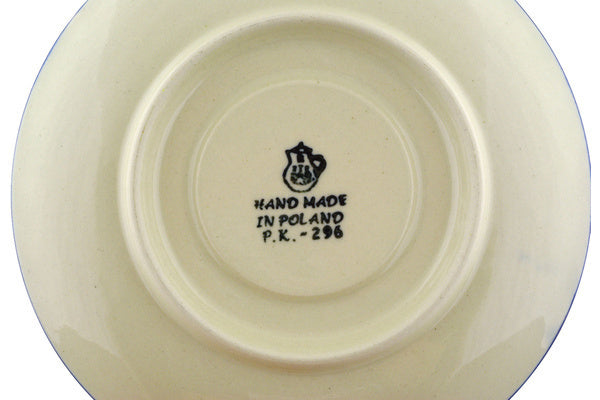 HAND MADE
IN POLAND
P.K. - 296